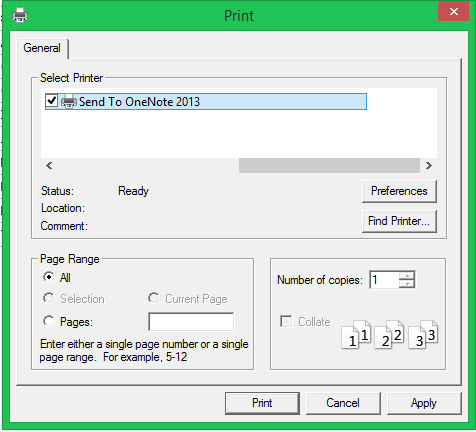 Print
General
Select Printer
Send To OneNote 2013
Status: Ready
Preferences
Location:
Comment:
Find Printer...
Page Range
All
Selection Current Page
Pages:
Enter either a single page number or a single
page range. For example, 5-12
Number of copies: 1
Collate
1 1 2 2 3 3
Print Cancel Apply